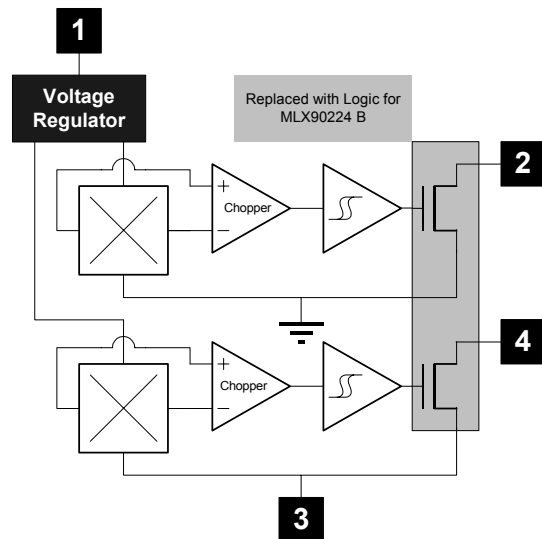 1
Voltage
Regulator
Replaced with Logic for
MLX90224 B
2
+
Chopper
−
4
+
Chopper
−
3